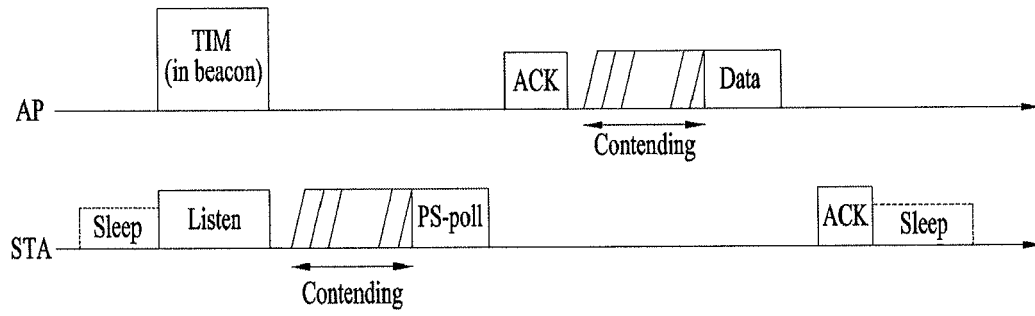 TIM
(in beacon)
ACK
Data
AP
Contending
Sleep
Listen
PS-poll
ACK
Sleep
STA
Contending